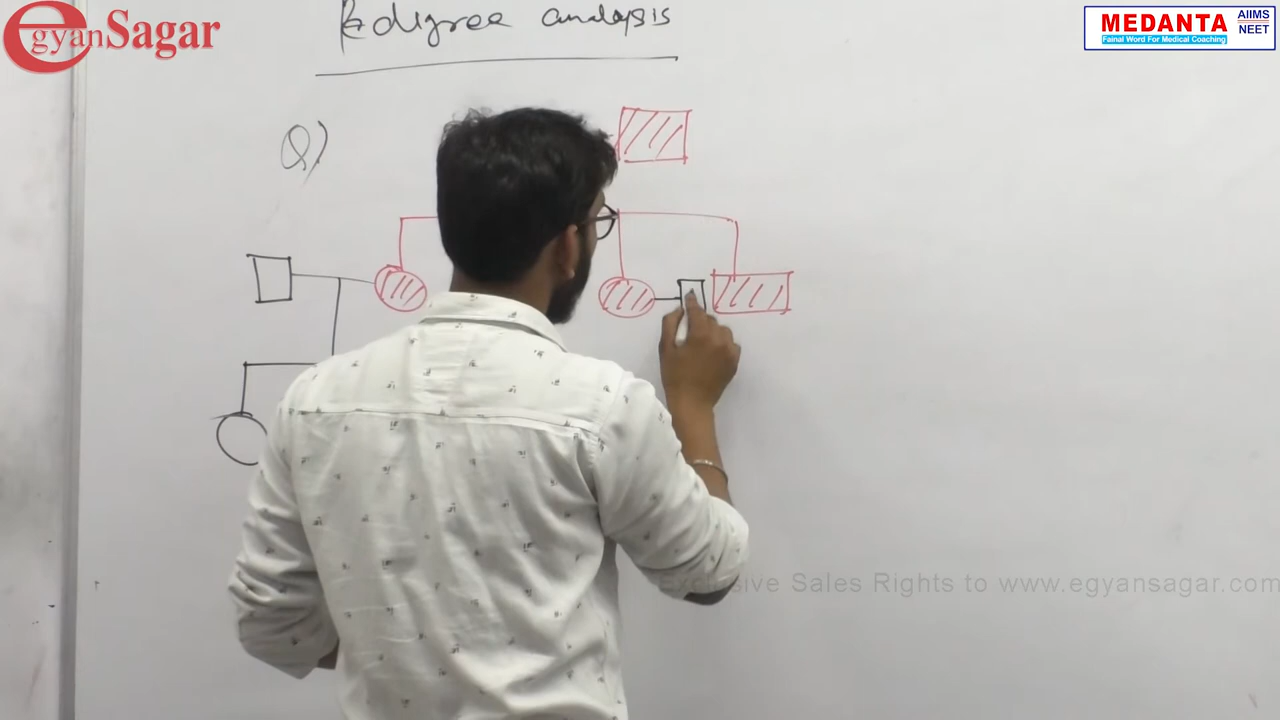 egyanSagar
MEDANTA AIIMS NEET
Fainal Word For Medical Coaching
Pedigree analysis
Q)
Exclusive Sales Rights to www.egyansagar.com